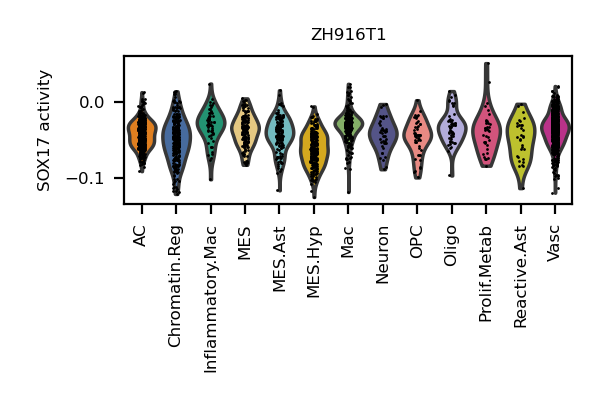 ZH916T1
SOX17 activity
0.0
−0.1
AC
Chromatin.Reg
Inflammatory.Mac
MES
MES.Ast
MES.Hyp
Mac
Neuron
OPC
Oligo
Prolif.Metab
Reactive.Ast
Vasc